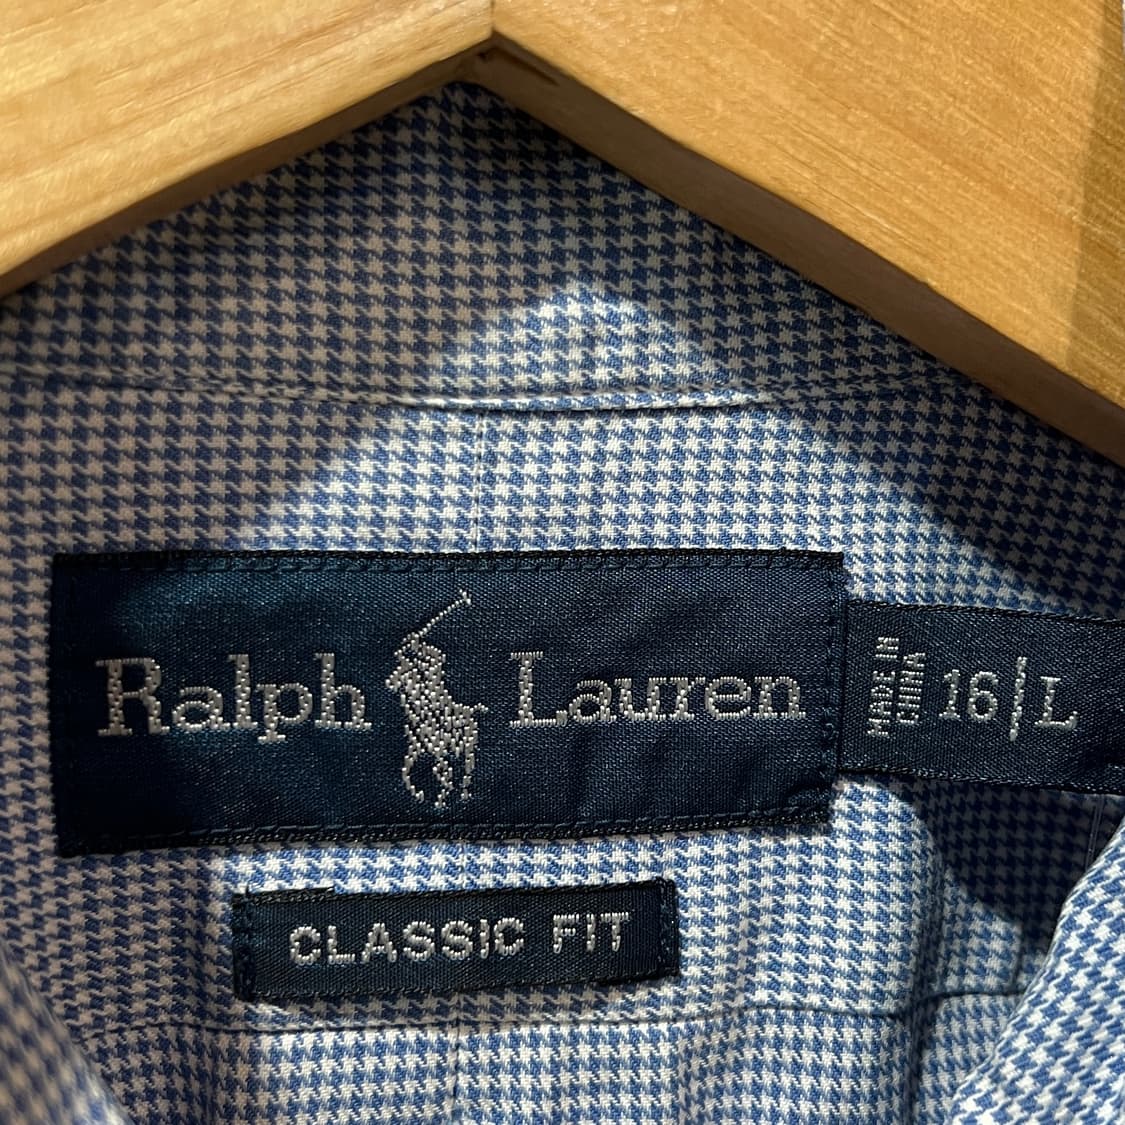 Ralph Lauren
MADE IN
CHINA
16|L
CLASSIC FIT